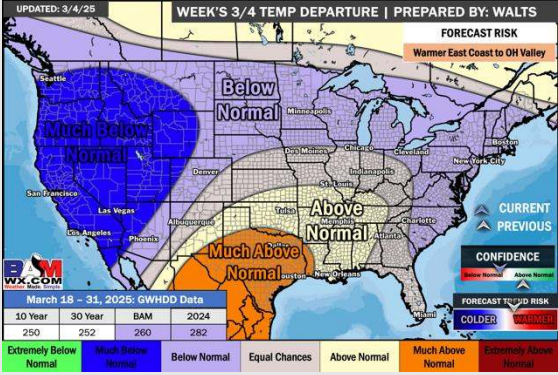 UPDATED: 3/4/25
WEEK'S 3/4 TEMP DEPARTURE | PREPARED BY: WALTS
FORECAST RISK
Warmer East Coast to OH Valley
Seattle
Below
Normal
Minneapolis
Much Below
Normal
Boston
Des Moines
Chicago
Cleveland
New York City
Denver
Indianapolis
San Francisco
St. Louis
Las Vegas
Tulsa
Above
Normal
Memphis
Charlotte
CURRENT
PREVIOUS
Los Angeles
Albuquerque
Phoenix
Atlanta
Much Above
Normal
Dallas
Houston
New Orleans
CONFIDENCE
Below Normal
Above Normal
BAM
WX.COM
Weather. Made. Simple.
March 18 – 31, 2025: GWHDD Data
10 Year 30 Year BAM 2024
250 252 260 282
Miami
FORECAST TREND RISK
COLDER
WARMER
Extremely Below
Normal
Much Below
Normal
Below
Normal
Equal Chances
Above Normal
Much Above
Normal
Extremely Above
Normal